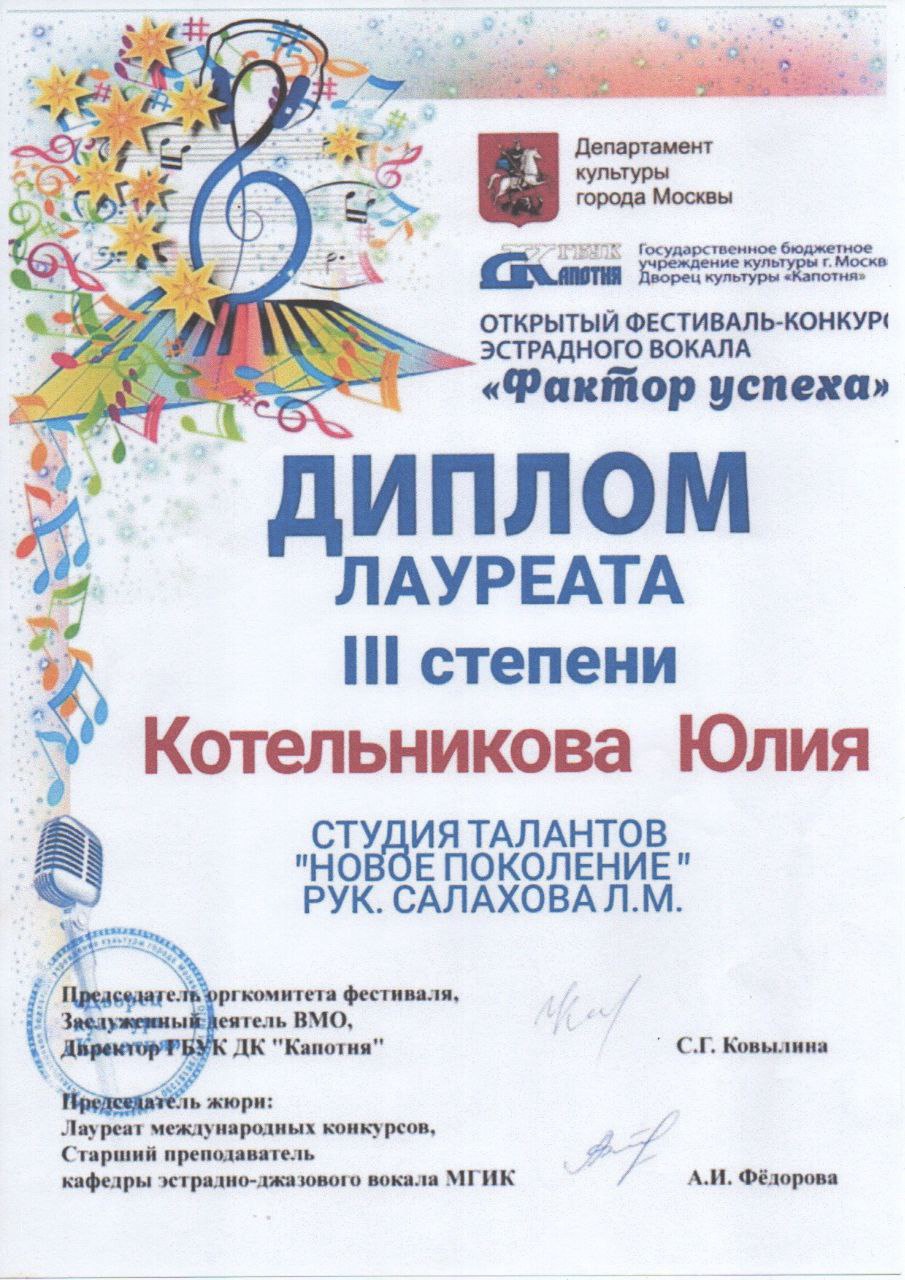 Департамент
культуры
города Москвы
ГБУК
ДК КАПОТНЯ
Государственное бюджетное
учреждение культуры г. Москв
Дворец культуры «Капотня»
ОТКРЫТЫЙ ФЕСТИВАЛЬ-КОНКУРС
ЭСТРАДНОГО ВОКАЛА
«Фактор успеха»
ДИПЛОМ
ЛАУРЕАТА
III степени
Котельникова Юлия
СТУДИЯ ТАЛАНТОВ
"НОВОЕ ПОКОЛЕНИЕ "
РУК. САЛАХОВА Л.М.
Председатель оргкомитета фестиваля,
Заслуженный деятель ВМО,
Директор ГБУК ДК "Капотня"
С.Г. Ковылина
Председатель жюри:
Лауреат международных конкурсов,
Старший преподаватель
кафедры эстрадно-джазового вокала МГИК
А.И. Фёдорова